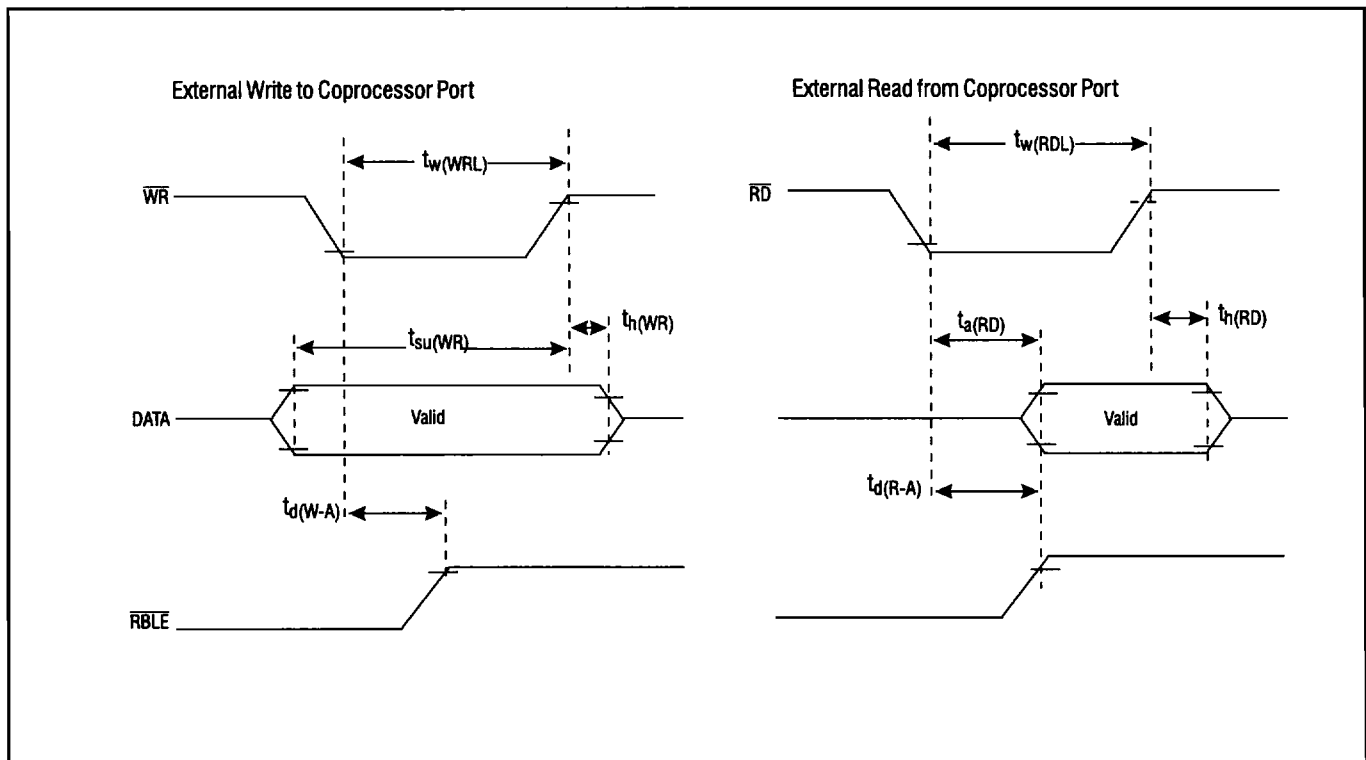 External Write to Coprocessor Port
tw(WRL)
WR
th(WR)
tsu(WR)
DATA
Valid
td(W-A)
RBLE
External Read from Coprocessor Port
tw(RDL)
RD
th(RD)
ta(RD)
Valid
td(R-A)